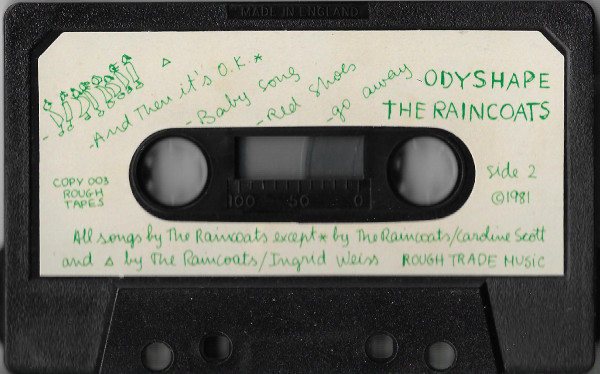 MADE IN ENGLAND
- △
- And Then it's O.K. *
- Baby Song
- Red Shoes
- go away
ODYSHAPE
THE RAINCOATS
COPY 003
ROUGH
TAPES
Side 2
©1981
100 50 0
All songs by The Raincoats except * by The Raincoats/Caroline Scott
and △ by The Raincoats/Ingrid Weiss ROUGH TRADE MUSIC